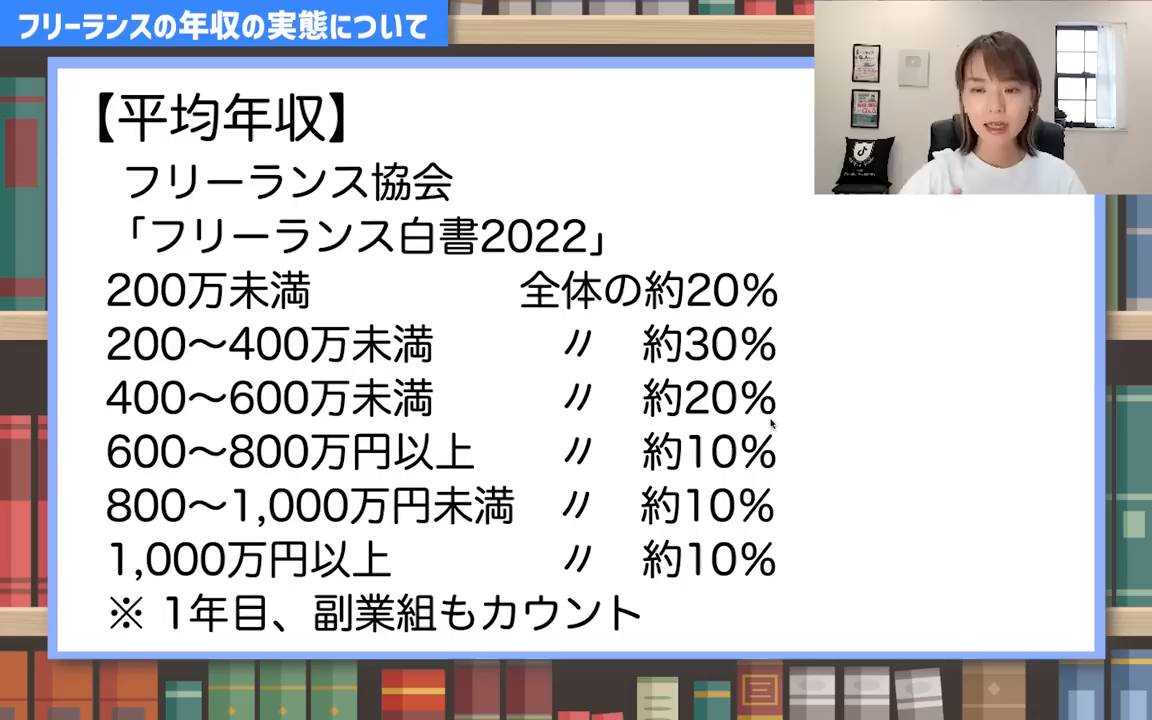 フリーランスの年収の実態について
【平均年収】
フリーランス協会
「フリーランス白書2022」
200万未満 全体の約20%
200〜400万未満 〃 約30%
400〜600万未満 〃 約20%
600〜800万円以上 〃 約10%
800〜1,000万円未満 〃 約10%
1,000万円以上 〃 約10%
※ 1年目、副業組もカウント